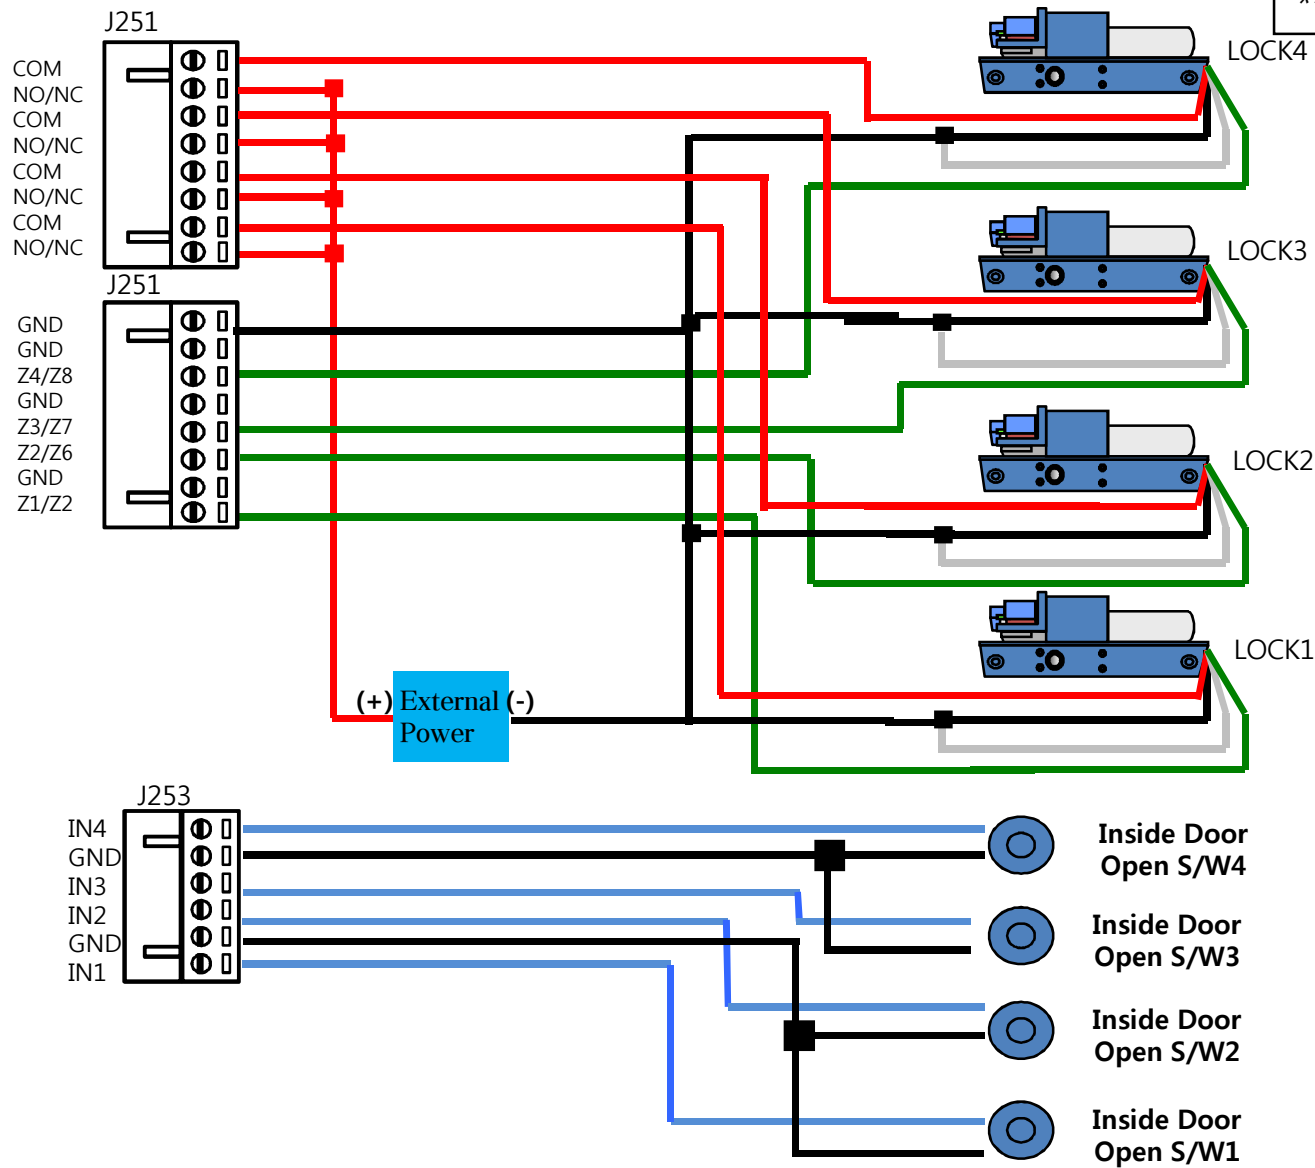 J251
COM
NO/NC
COM
NO/NC
COM
NO/NC
COM
NO/NC
LOCK4
LOCK3
J251
GND
GND
Z4/Z8
GND
Z3/Z7
Z2/Z6
GND
Z1/Z2
LOCK2
LOCK1
(+) External (-)
Power
J253
IN4
GND
IN3
IN2
GND
IN1
Inside Door
Open S/W4
Inside Door
Open S/W3
Inside Door
Open S/W2
Inside Door
Open S/W1